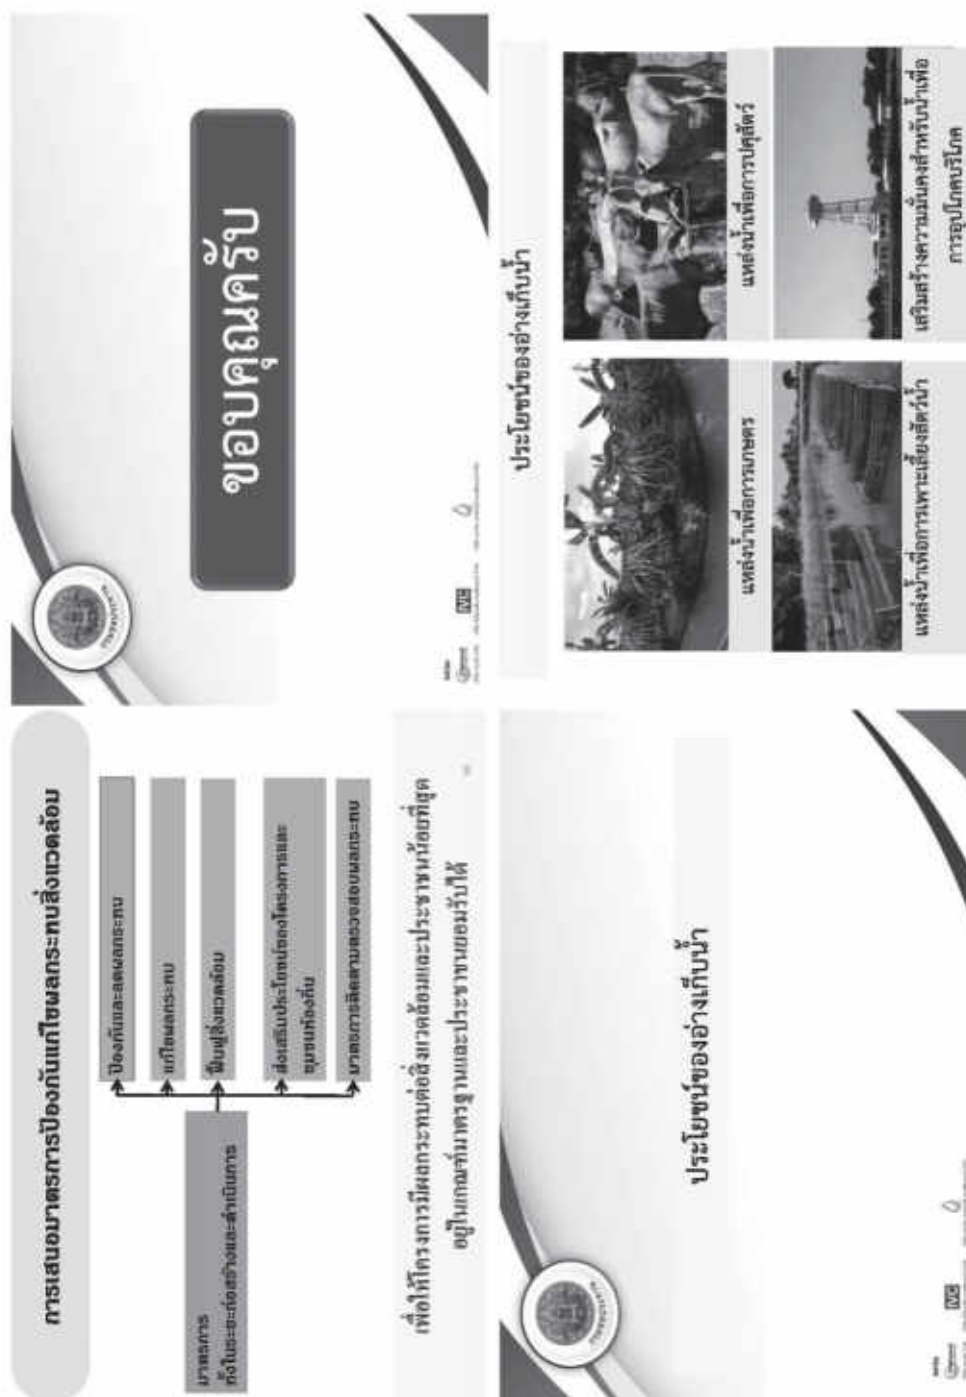 การเสนอมาตรการป้องกันแก้ไขผลกระทบสิ่งแวดล้อม
มาตรการ
ทั้งในระยะก่อสร้างและดำเนินการ
ป้องกันและลดผลกระทบ
แก้ไขผลกระทบ
ฟื้นฟูสิ่งแวดล้อม
ส่งเสริมประโยชน์ของโครงการและ
ชุมชนท้องถิ่น
มาตรการติดตามตรวจสอบผลกระทบ
เพื่อให้โครงการมีผลกระทบต่อสิ่งแวดล้อมและประชาชนน้อยที่สุด
อยู่ในเกณฑ์มาตรฐานและประชาชนยอมรับได้
ขอบคุณครับ
NC
ประโยชน์ของอ่างเก็บน้ำ
NC
ประโยชน์ของอ่างเก็บน้ำ
แหล่งน้ำเพื่อการเกษตร
แหล่งน้ำเพื่อการปศุสัตว์
แหล่งน้ำเพื่อการเพาะเลี้ยงสัตว์น้ำ
เสริมสร้างความมั่นคงสำหรับน้ำเพื่อ
การอุปโภคบริโภค